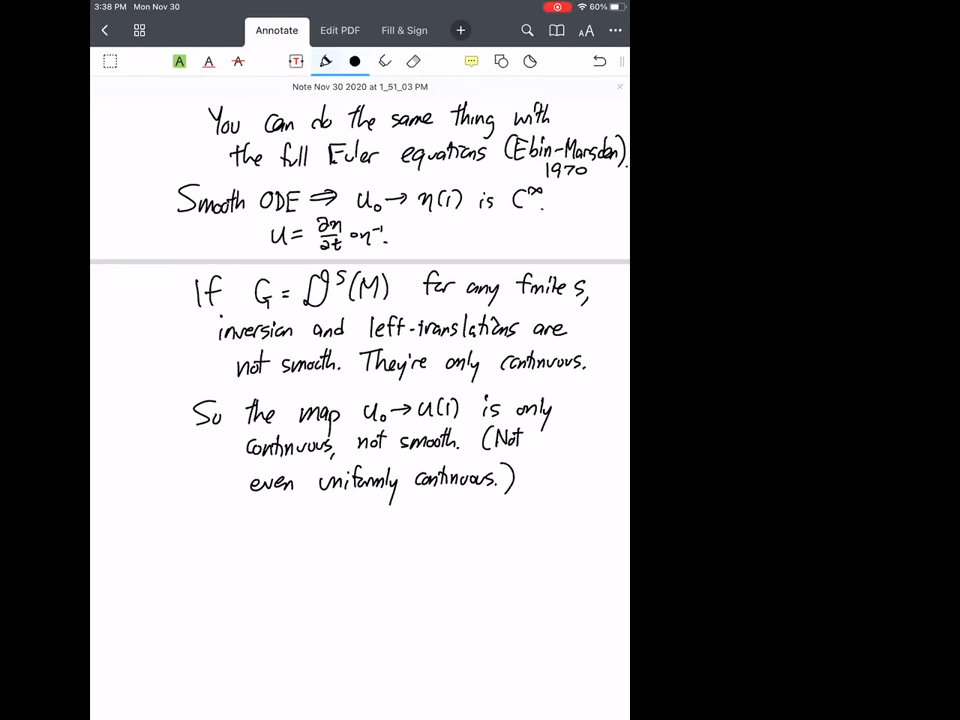 3:38 PM Mon Nov 30
60%
Annotate Edit PDF Fill & Sign
AA
A A A T
Note Nov 30 2020 at 1_51_03 PM
You can do the same thing with
the full Euler equations (Ebin-Marsden).
1970
Smooth ODE ⇒ u₀ → η(1) is C^∞.
u = ∂η/∂t ∘ η⁻¹.
If G = 𝒟^s(M) for any finite s,
inversion and left-translations are
not smooth. They're only continuous.
So the map u₀ → u(1) is only
continuous, not smooth. (Not
even uniformly continuous.)